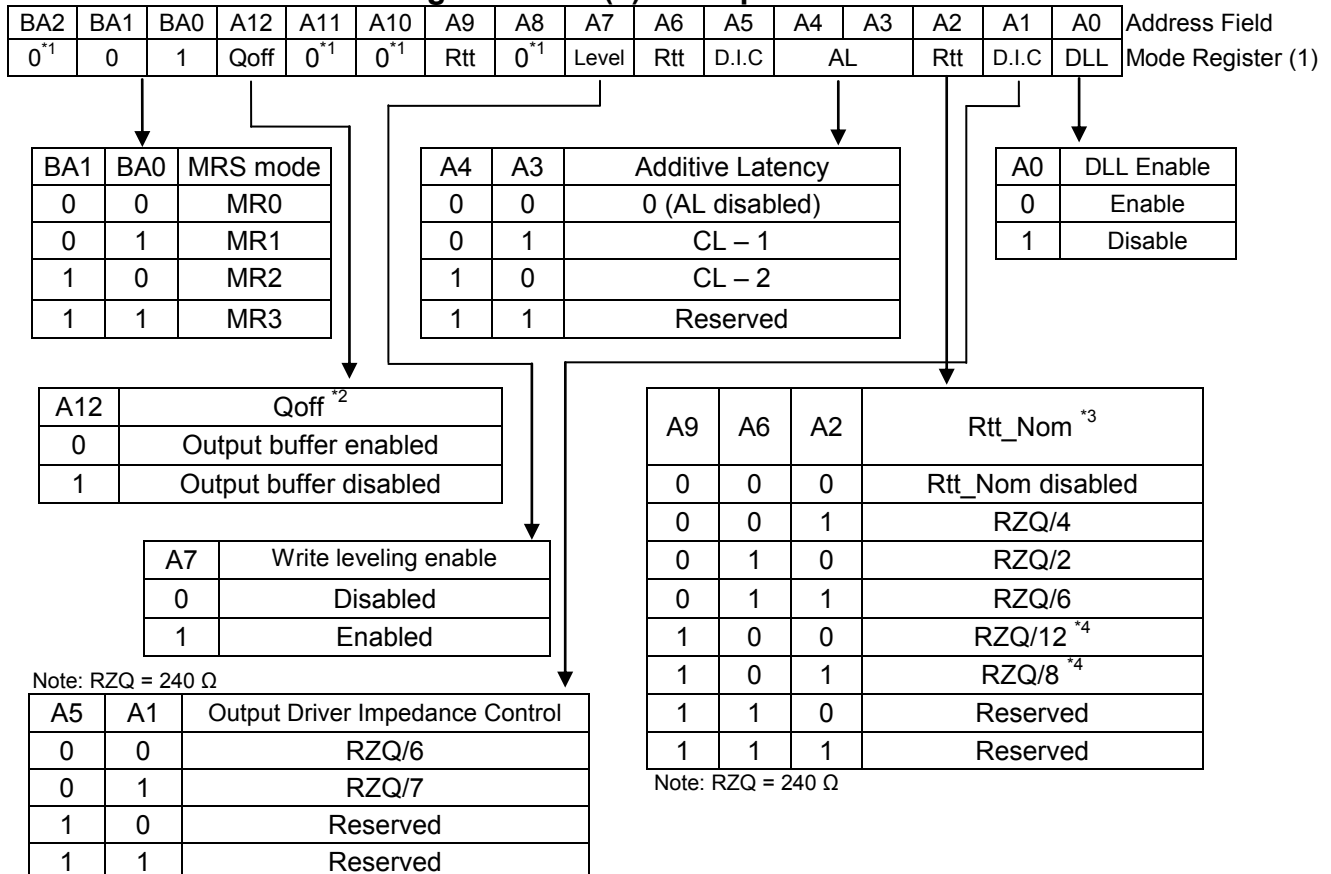 BA2 BA1 BA0 A12 A11 A10 A9 A8 A7 A6 A5 A4 A3 A2 A1 A0 Address Field
0*1 0 1 Qoff 0*1 0*1 Rtt 0*1 Level Rtt D.I.C AL Rtt D.I.C DLL Mode Register (1)
BA1 BA0 MRS mode
0 0 MR0
0 1 MR1
1 0 MR2
1 1 MR3
A4 A3 Additive Latency
0 0 0 (AL disabled)
0 1 CL – 1
1 0 CL – 2
1 1 Reserved
A0 DLL Enable
0 Enable
1 Disable
A12 Qoff *2
0 Output buffer enabled
1 Output buffer disabled
A9 A6 A2 Rtt_Nom *3
0 0 0 Rtt_Nom disabled
0 0 1 RZQ/4
0 1 0 RZQ/2
0 1 1 RZQ/6
1 0 0 RZQ/12 *4
1 0 1 RZQ/8 *4
1 1 0 Reserved
1 1 1 Reserved
Note: RZQ = 240 Ω
A7 Write leveling enable
0 Disabled
1 Enabled
Note: RZQ = 240 Ω
A5 A1 Output Driver Impedance Control
0 0 RZQ/6
0 1 RZQ/7
1 0 Reserved
1 1 Reserved